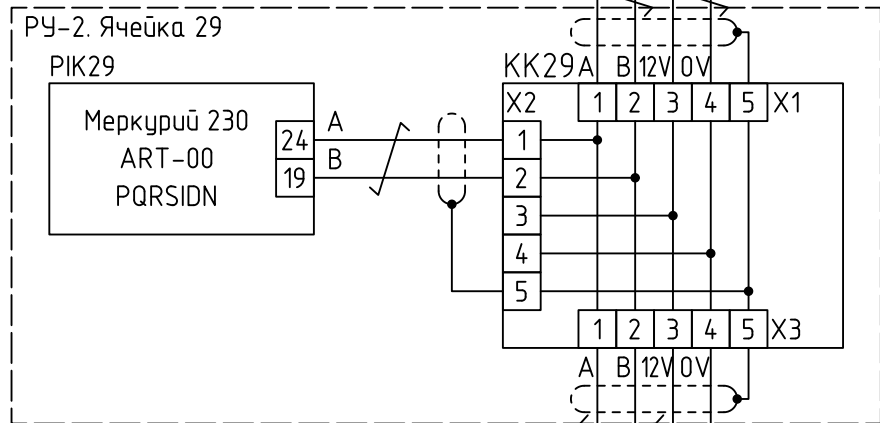 РУ-2. Ячейка 29
PIK29
Меркурий 230
ART-00
PQRSIDN
24 A
19 B
KK29 A B 12V 0V
X2 1 2 3 4 5 X1
1
2
3
4
5
1 2 3 4 5 X3
A B 12V 0V